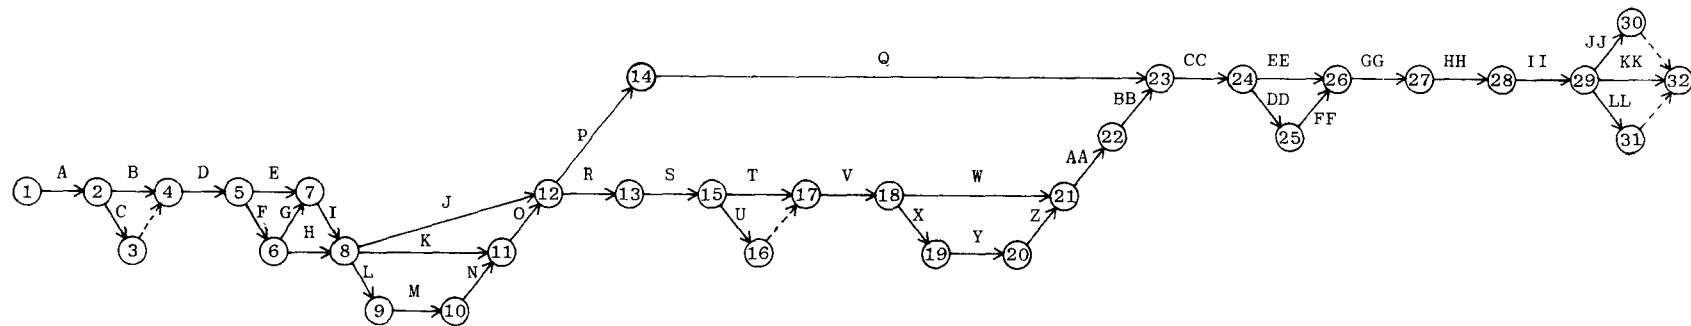 30
JJ
Q
CC
EE
GG
HH
II
KK
14
23
24
26
27
28
29
32
DD
FF
LL
BB
25
31
P
22
AA
A
B
D
E
J
R
S
T
V
W
1
2
4
5
7
12
13
15
17
18
21
C
F
G
I
O
U
X
Z
H
K
Y
3
6
8
11
16
19
20
L
M
N
9
10